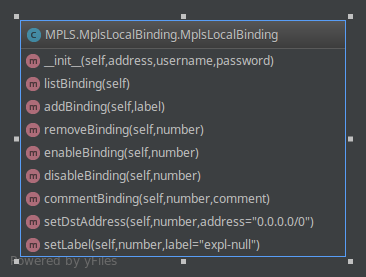 C MPLS.MplsLocalBinding.MplsLocalBinding
m __init__(self,address,username,password)
m listBinding(self)
m addBinding(self,label)
m removeBinding(self,number)
m enableBinding(self,number)
m disableBinding(self,number)
m commentBinding(self,number,comment)
m setDstAddress(self,number,address="0.0.0.0/0")
m setLabel(self,number,label="expl-null")
Powered by yFiles